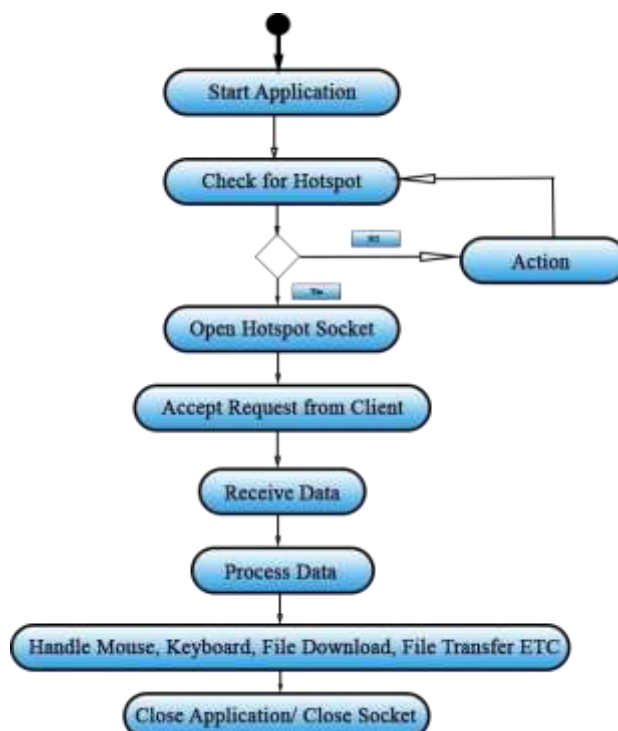 Start Application
Check for Hotspot
Action
Open Hotspot Socket
Accept Request from Client
Receive Data
Process Data
Handle Mouse, Keyboard, File Download, File Transfer ETC
Close Application/ Close Socket